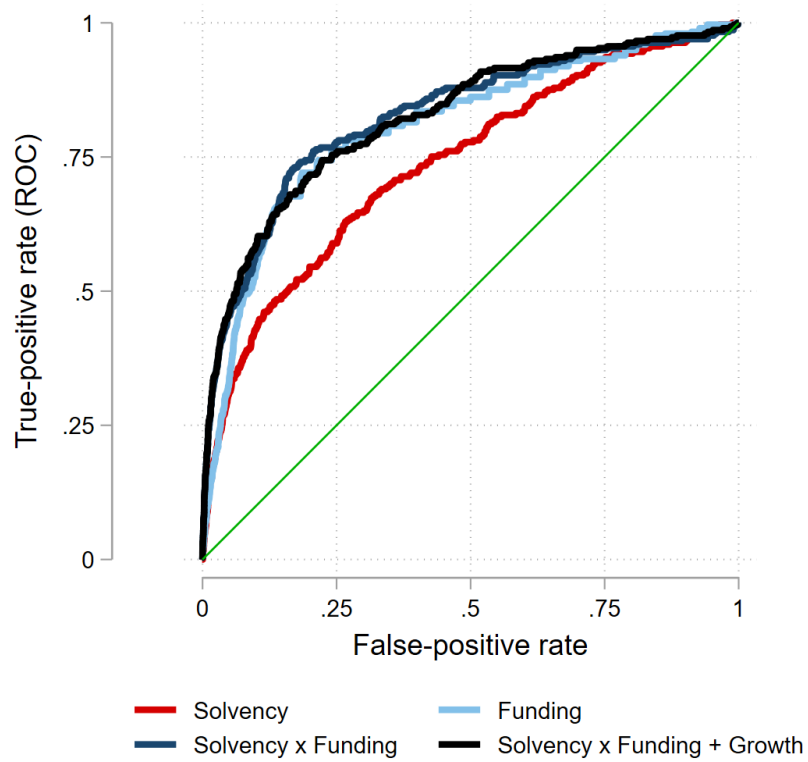 True-positive rate (ROC)
1
.75
.5
.25
0
0 .25 .5 .75 1
False-positive rate
Solvency Funding
Solvency x Funding Solvency x Funding + Growth